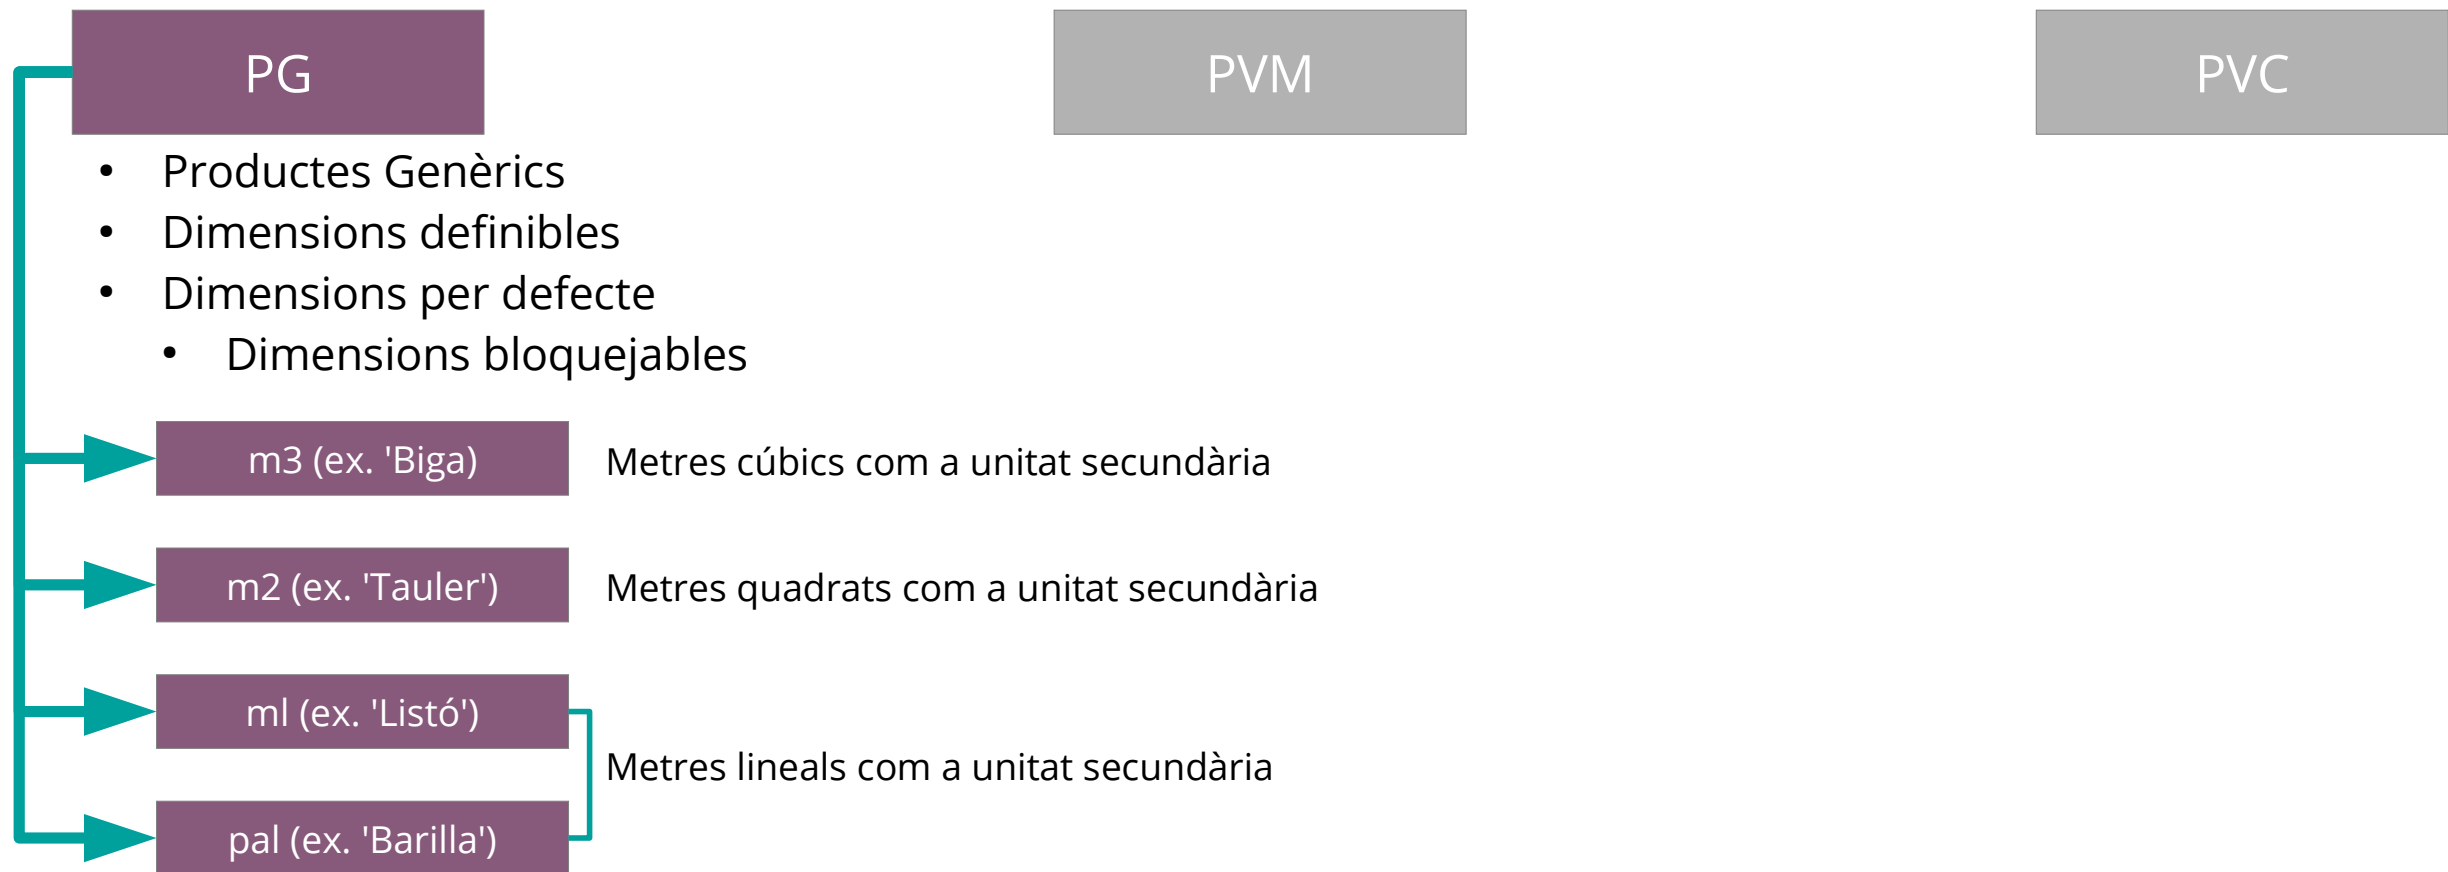 PG
PVM
PVC
• Productes Genèrics
• Dimensions definibles
• Dimensions per defecte
• Dimensions bloquejables
m3 (ex. 'Biga)
Metres cúbics com a unitat secundària
m2 (ex. 'Tauler')
Metres quadrats com a unitat secundària
ml (ex. 'Listó')
Metres lineals com a unitat secundària
pal (ex. 'Barilla')